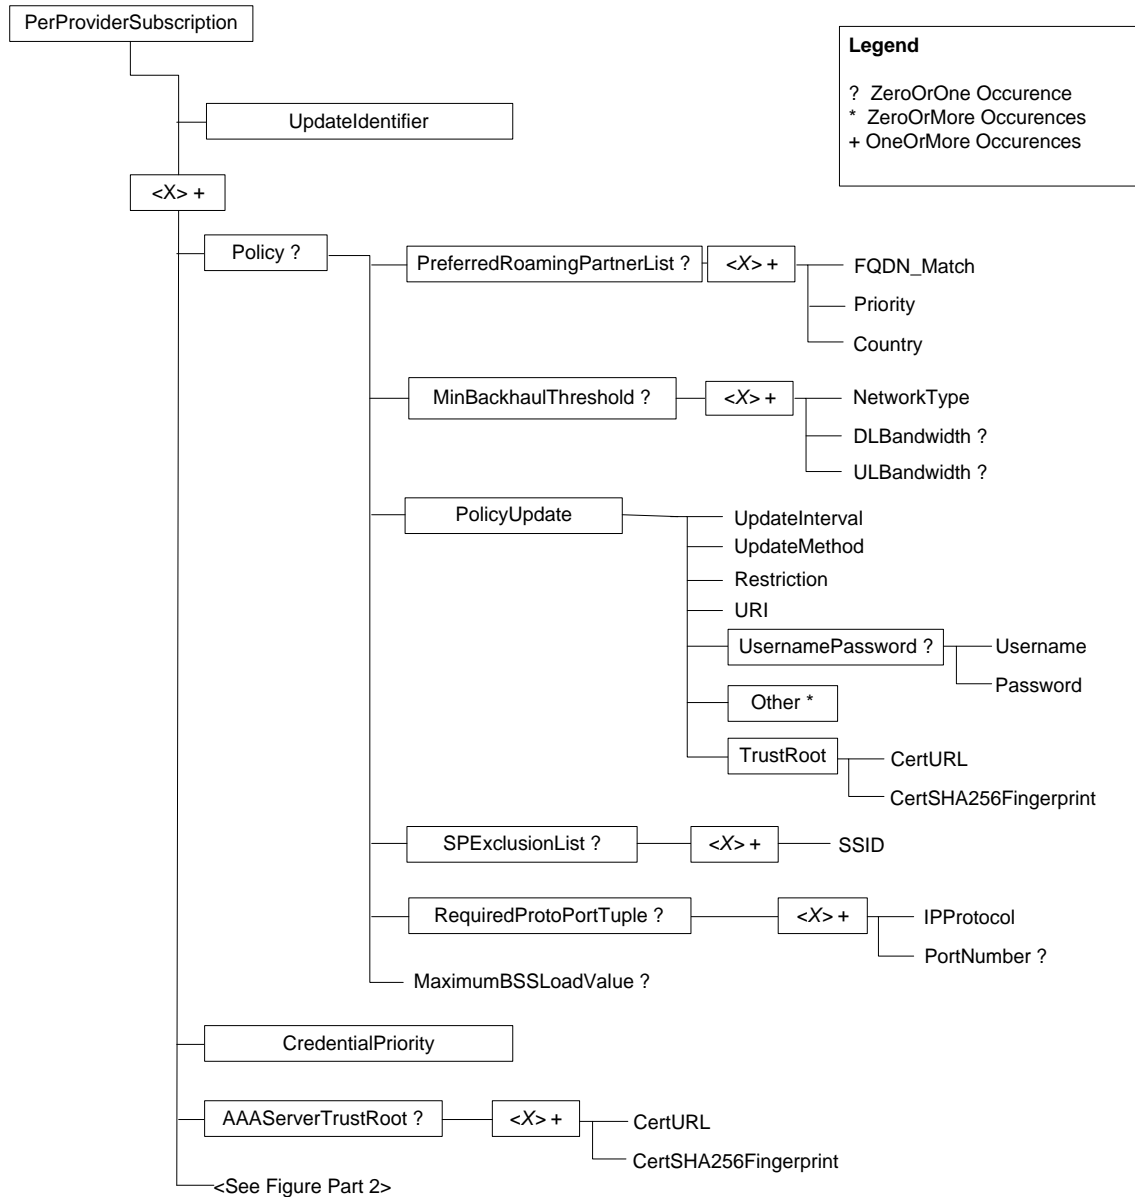 PerProviderSubscription
Legend
? ZeroOrOne Occurence
* ZeroOrMore Occurences
+ OneOrMore Occurences
UpdateIdentifier
<X> +
Policy ?
PreferredRoamingPartnerList ?
<X> +
FQDN_Match
Priority
Country
MinBackhaulThreshold ?
<X> +
NetworkType
DLBandwidth ?
ULBandwidth ?
PolicyUpdate
UpdateInterval
UpdateMethod
Restriction
URI
UsernamePassword ?
Username
Password
Other *
TrustRoot
CertURL
CertSHA256Fingerprint
SPExclusionList ?
<X> +
SSID
RequiredProtoPortTuple ?
<X> +
IPProtocol
PortNumber ?
MaximumBSSLoadValue ?
CredentialPriority
AAAServerTrustRoot ?
<X> +
CertURL
CertSHA256Fingerprint
<See Figure Part 2>